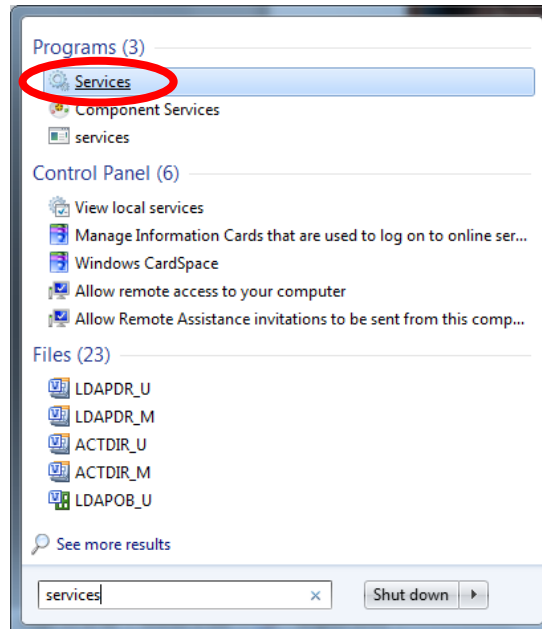 Programs (3)
Services
Component Services
services
Control Panel (6)
View local services
Manage Information Cards that are used to log on to online ser...
Windows CardSpace
Allow remote access to your computer
Allow Remote Assistance invitations to be sent from this comp...
Files (23)
LDAPDR_U
LDAPDR_M
ACTDIR_U
ACTDIR_M
LDAPOB_U
See more results
services
Shut down